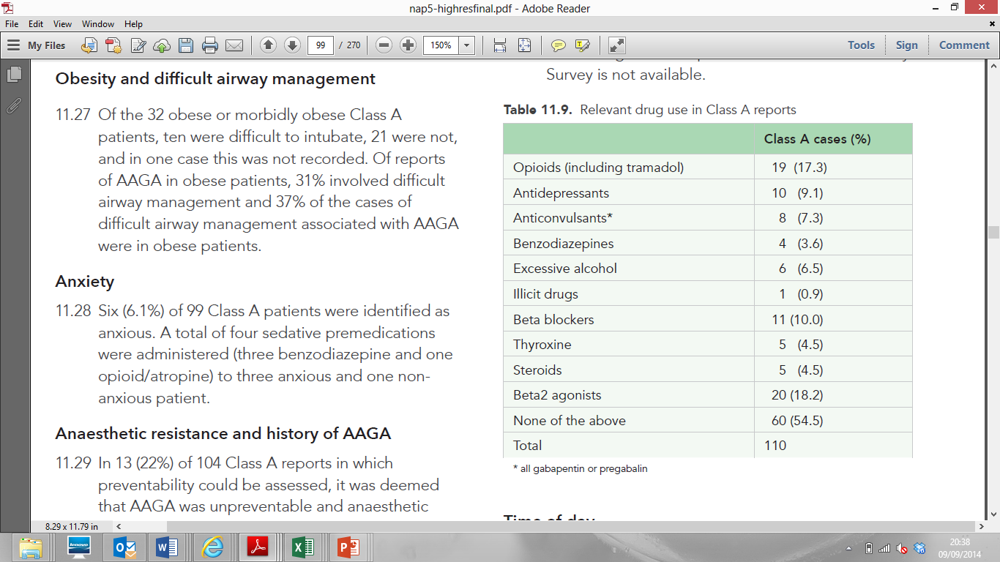 nap5-highresfinal.pdf - Adobe Reader
File Edit View Window Help
My Files 99 / 270 150% Tools Sign Comment
Obesity and difficult airway management
11.27 Of the 32 obese or morbidly obese Class A
patients, ten were difficult to intubate, 21 were not,
and in one case this was not recorded. Of reports
of AAGA in obese patients, 31% involved difficult
airway management and 37% of the cases of
difficult airway management associated with AAGA
were in obese patients.
Anxiety
11.28 Six (6.1%) of 99 Class A patients were identified as
anxious. A total of four sedative premedications
were administered (three benzodiazepine and one
opioid/atropine) to three anxious and one non-
anxious patient.
Anaesthetic resistance and history of AAGA
11.29 In 13 (22%) of 104 Class A reports in which
preventability could be assessed, it was deemed
that AAGA was unpreventable and anaesthetic
Survey is not available.
Table 11.9. Relevant drug use in Class A reports
Class A cases (%)
Opioids (including tramadol) 19 (17.3)
Antidepressants 10 (9.1)
Anticonvulsants* 8 (7.3)
Benzodiazepines 4 (3.6)
Excessive alcohol 6 (6.5)
Illicit drugs 1 (0.9)
Beta blockers 11 (10.0)
Thyroxine 5 (4.5)
Steroids 5 (4.5)
Beta2 agonists 20 (18.2)
None of the above 60 (54.5)
Total 110
* all gabapentin or pregabalin
Time of day
8.29 x 11.79 in
lenovo
20:38
09/09/2014